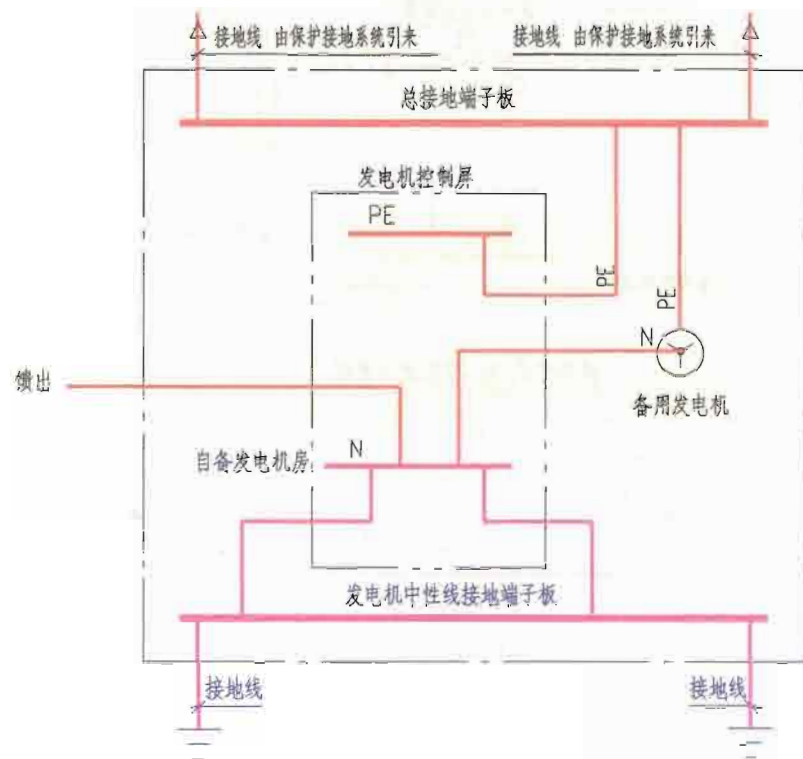 接地线 由保护接地系统引来
接地线 由保护接地系统引来
总接地端子板
发电机控制屏
PE
PE
PE
N
馈出
备用发电机
自备发电机房
N
发电机中性线接地端子板
接地线
接地线